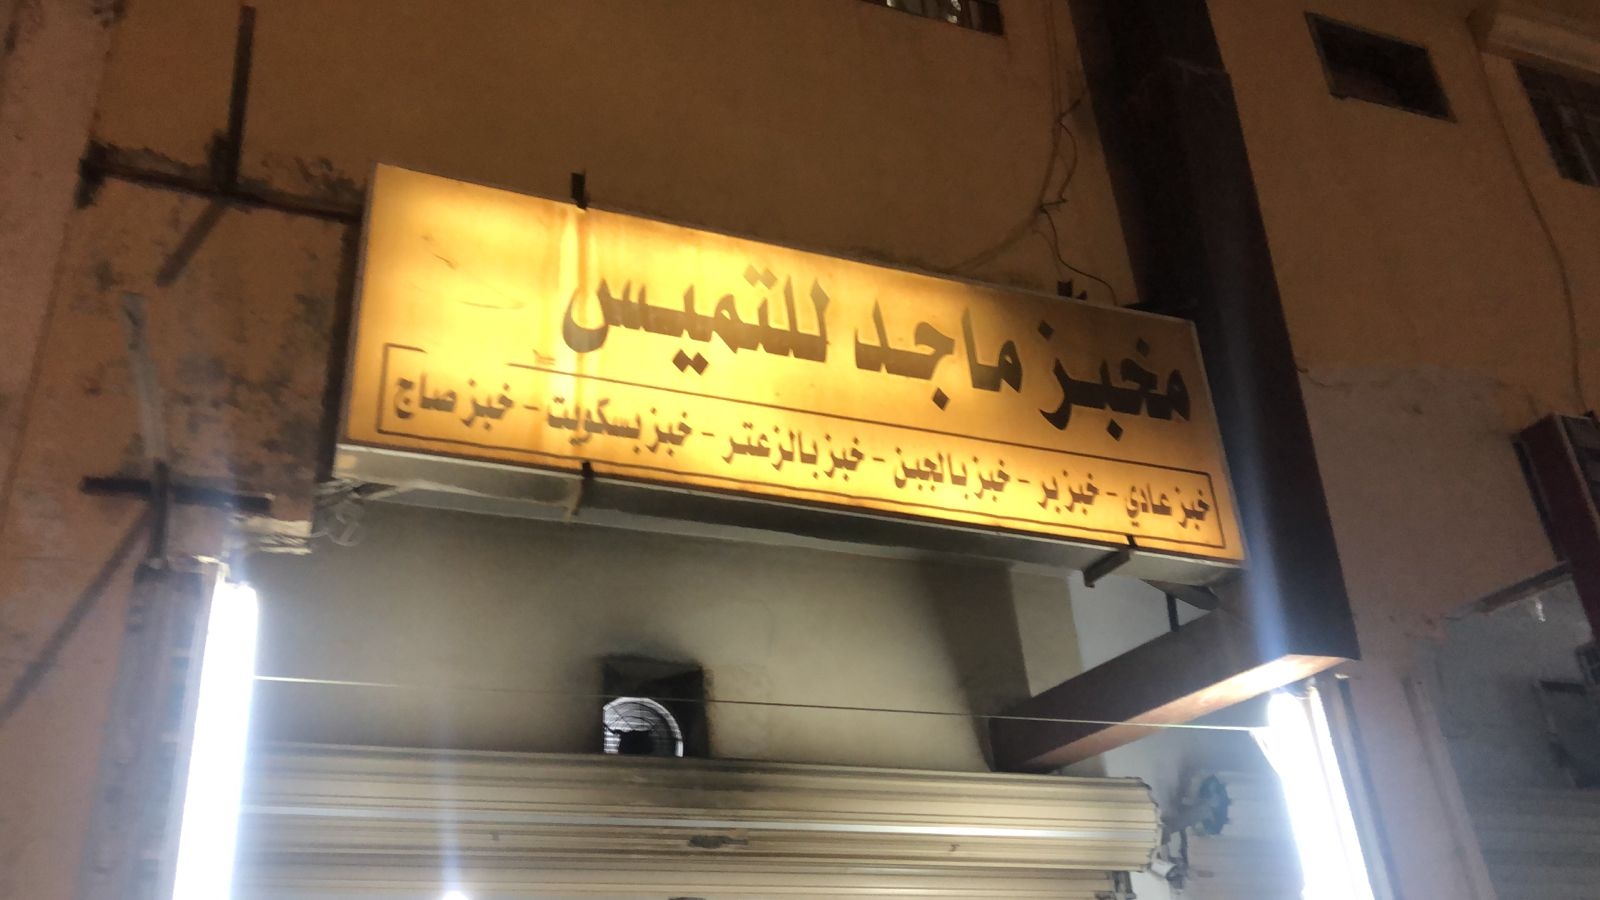 مخبز ماجد للتميس
خبز عادي - خبز بر - خبز بالجبن - خبز بالزعتر - خبز بسكويت - خبز صاج